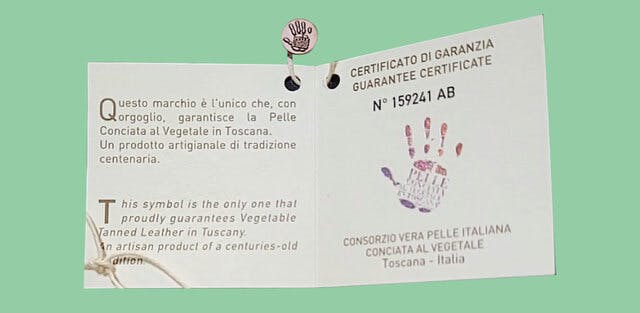 Questo marchio è l'unico che, con
orgoglio, garantisce la Pelle
Conciata al Vegetale in Toscana.
Un prodotto artigianale di tradizione
centenaria.
This symbol is the only one that
proudly guarantees Vegetable
Tanned Leather in Tuscany.
An artisan product of a centuries-old
dition.
CERTIFICATO DI GARANZIA
GUARANTEE CERTIFICATE
N° 159241 AB
PELLE
CONSORZIO VERA PELLE ITALIANA
CONCIATA AL VEGETALE
Toscana - Italia